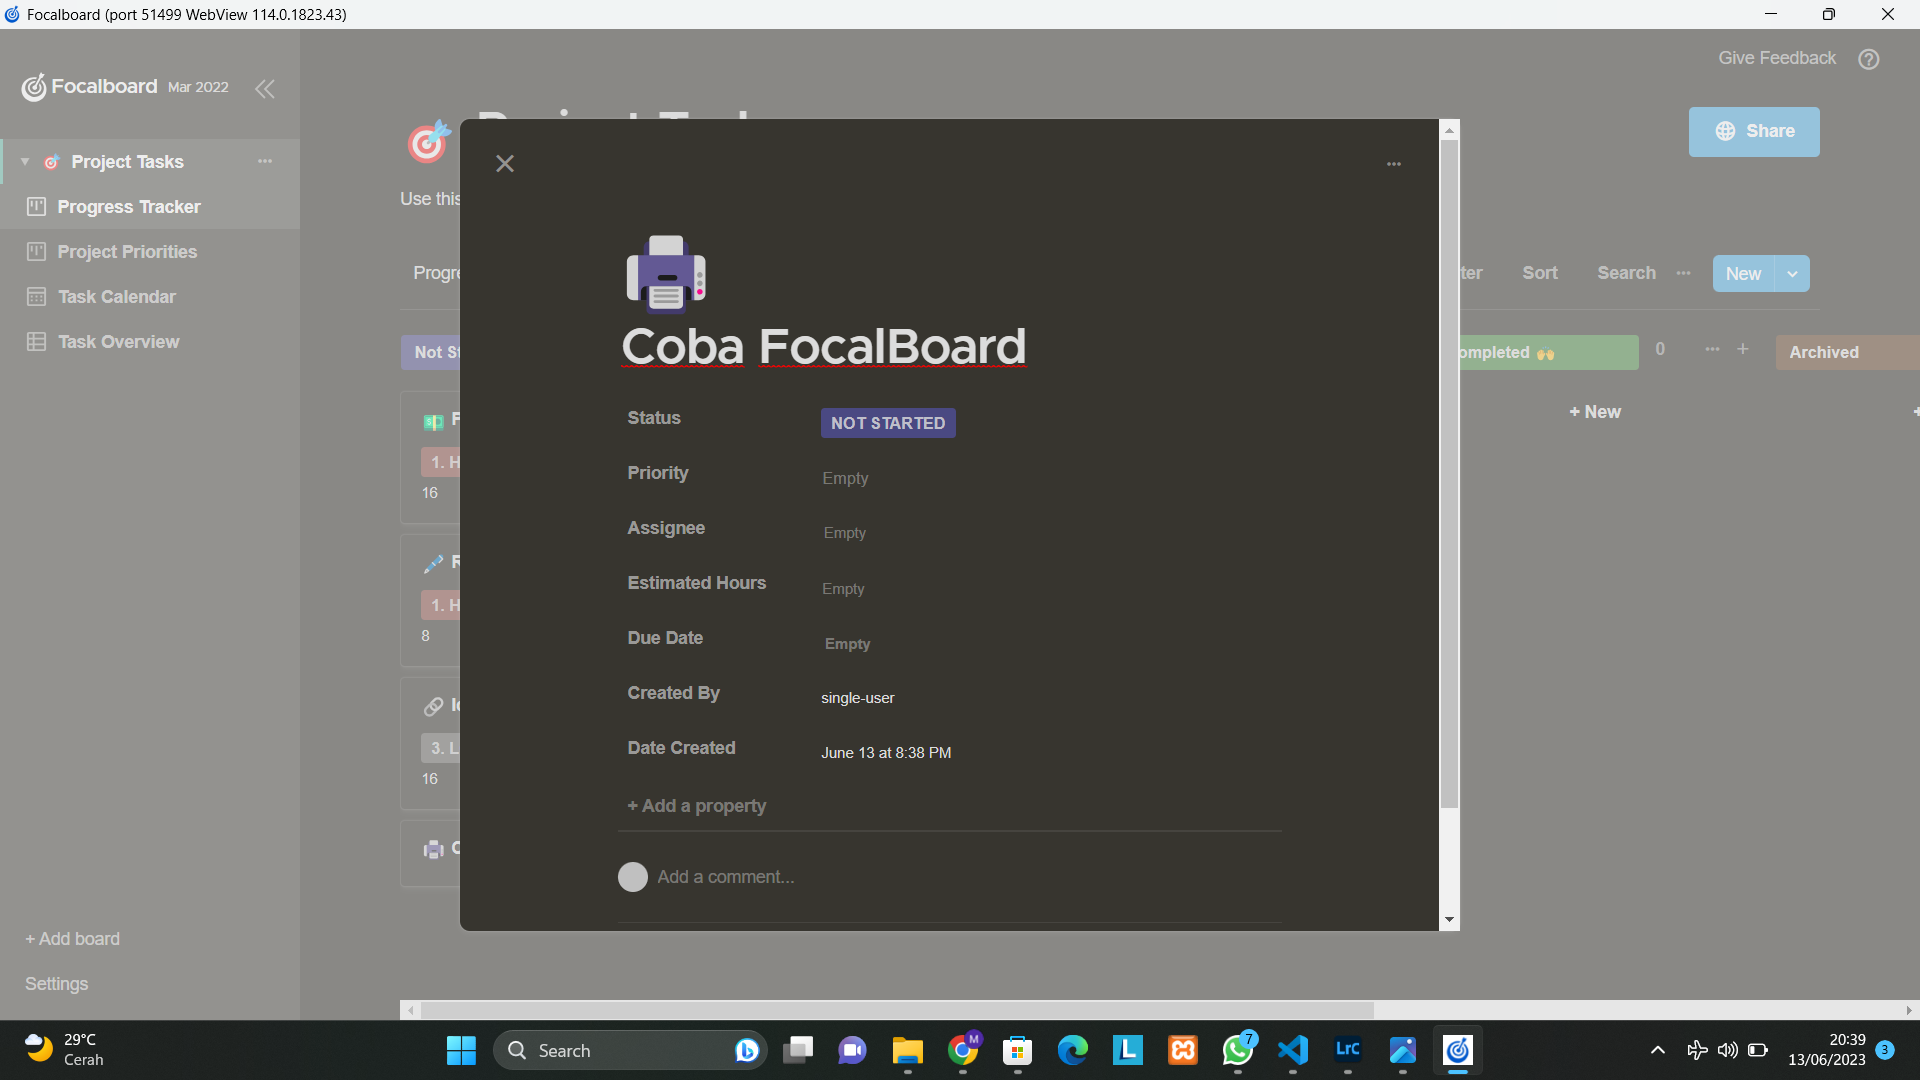 Focalboard (port 51499 WebView 114.0.1823.43)
Give Feedback
Focalboard Mar 2022
Share
Project Tasks
Progress Tracker
Project Priorities
Task Calendar
Task Overview
+ Add board
Settings
Use this
Sort
Search
New
Not
ompleted
0
Archived
+ New
1. H
16
1. H
8
3. L
16
Coba FocalBoard
Status NOT STARTED
Priority Empty
Assignee Empty
Estimated Hours Empty
Due Date Empty
Created By single-user
Date Created June 13 at 8:38 PM
+ Add a property
Add a comment...
29°C
Cerah
Search
M
7
LrC
20:39
13/06/2023
3